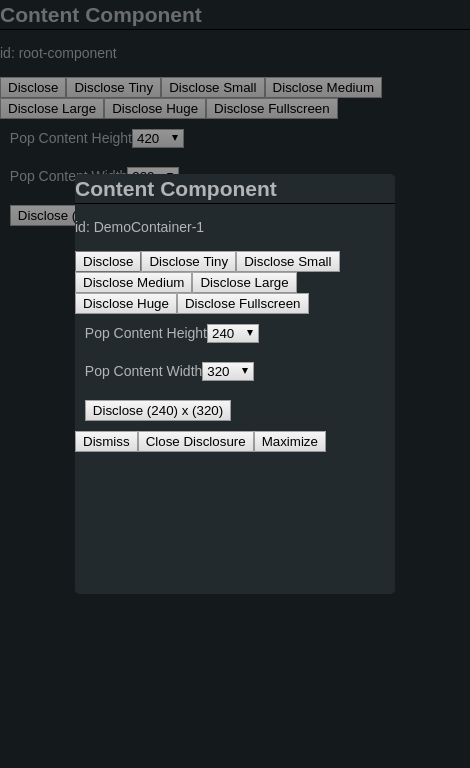 Content Component
id: root-component
Disclose Disclose Tiny Disclose Small Disclose Medium
Disclose Large Disclose Huge Disclose Fullscreen
Pop Content Height 420
Pop Content Width
Disclose (
Content Component
id: DemoContainer-1
Disclose Disclose Tiny Disclose Small
Disclose Medium Disclose Large
Disclose Huge Disclose Fullscreen
Pop Content Height 240
Pop Content Width 320
Disclose (240) x (320)
Dismiss Close Disclosure Maximize